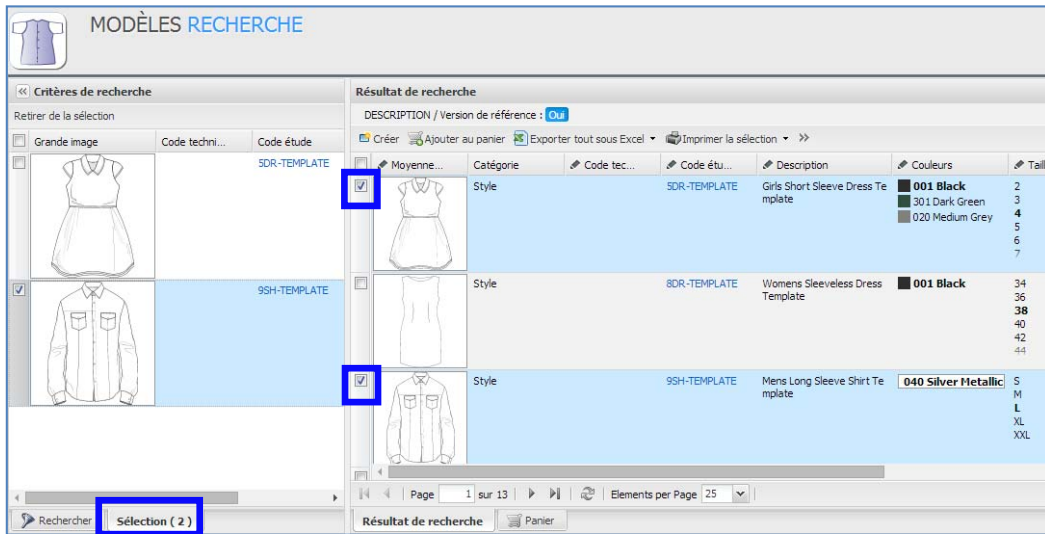 MODÈLES RECHERCHE
Critères de recherche
Retirer de la sélection
Grande image Code techni... Code étude
5DR-TEMPLATE
9SH-TEMPLATE
Rechercher Sélection ( 2 )
Résultat de recherche
DESCRIPTION / Version de référence : Oui
Créer Ajouter au panier Exporter tout sous Excel Imprimer la sélection
Moyenne... Catégorie Code tec... Code étu... Description Couleurs Taill
Style 5DR-TEMPLATE Girls Short Sleeve Dress Te
mplate
001 Black
301 Dark Green
020 Medium Grey
2
3
4
5
6
7
Style 8DR-TEMPLATE Womens Sleeveless Dress
Template
001 Black
34
36
38
40
42
44
Style 9SH-TEMPLATE Mens Long Sleeve Shirt Te
mplate
040 Silver Metallic
S
M
L
XL
XXL
Page 1 sur 13 Elements per Page 25
Résultat de recherche Panier